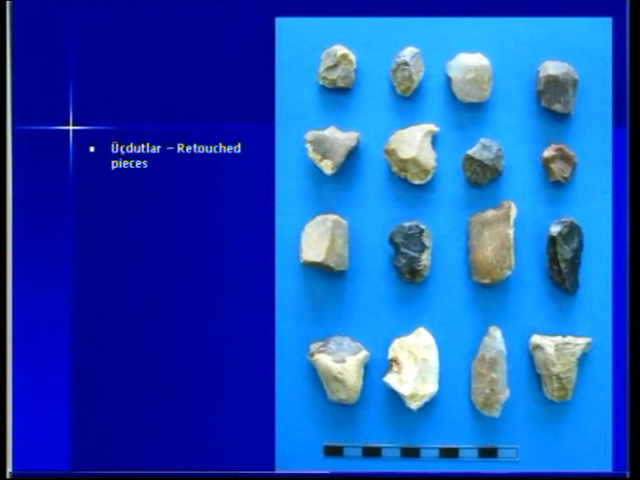 Üçdutlar – Retouched
pieces